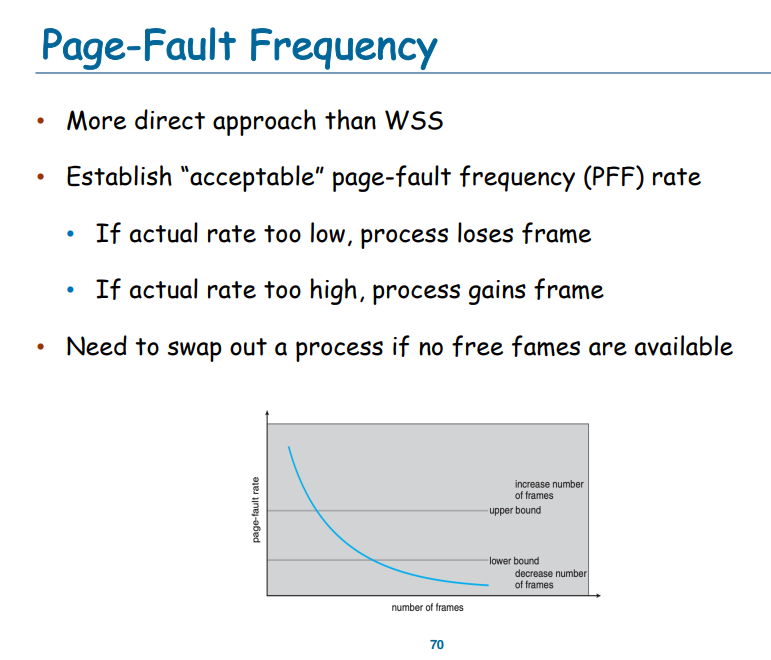 Page-Fault Frequency
• More direct approach than WSS
• Establish “acceptable” page-fault frequency (PFF) rate
• If actual rate too low, process loses frame
• If actual rate too high, process gains frame
• Need to swap out a process if no free fames are available
page-fault rate
increase number
of frames
upper bound
lower bound
decrease number
of frames
number of frames
70